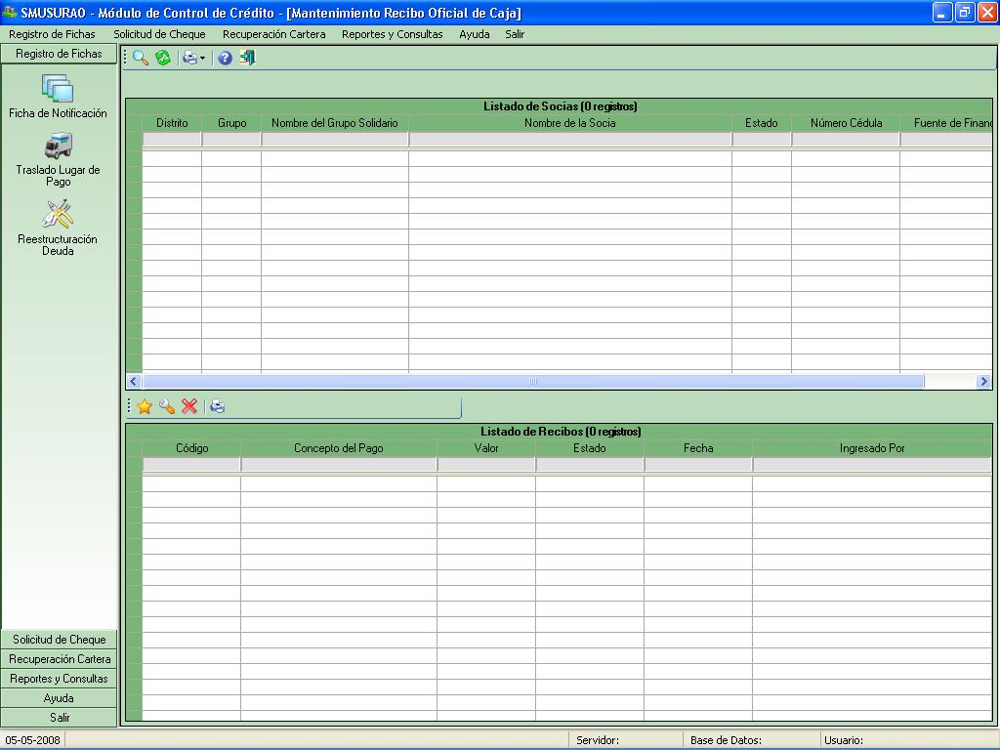 SMUSURA0 - Módulo de Control de Crédito - [Mantenimiento Recibo Oficial de Caja]
Registro de Fichas Solicitud de Cheque Recuperación Cartera Reportes y Consultas Ayuda Salir
Registro de Fichas
Ficha de Notificación
Traslado Lugar de
Pago
Reestructuración
Deuda
Listado de Socias (0 registros)
Distrito Grupo Nombre del Grupo Solidario Nombre de la Socia Estado Número Cédula Fuente de Financ
Listado de Recibos (0 registros)
Código Concepto del Pago Valor Estado Fecha Ingresado Por
Solicitud de Cheque
Recuperación Cartera
Reportes y Consultas
Ayuda
Salir
05-05-2008 Servidor: Base de Datos: Usuario: